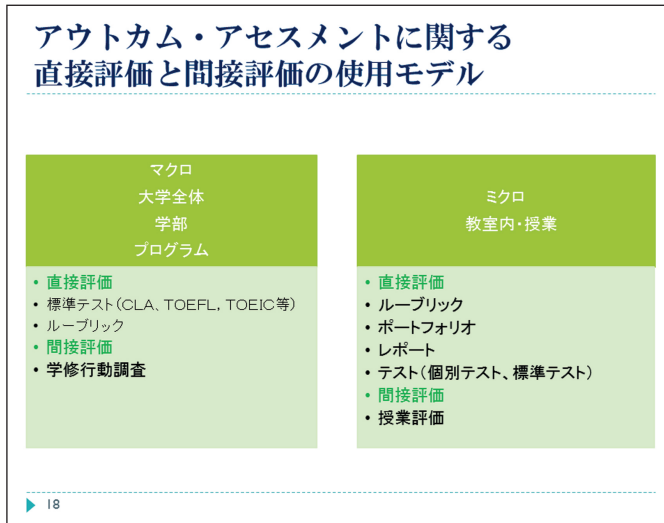 アウトカム・アセスメントに関する
直接評価と間接評価の使用モデル
マクロ
大学全体
学部
プログラム
• 直接評価
• 標準テスト(CLA、TOEFL，TOEIC等)
• ルーブリック
• 間接評価
• 学修行動調査
ミクロ
教室内・授業
• 直接評価
• ルーブリック
• ポートフォリオ
• レポート
• テスト(個別テスト、標準テスト)
• 間接評価
• 授業評価
18